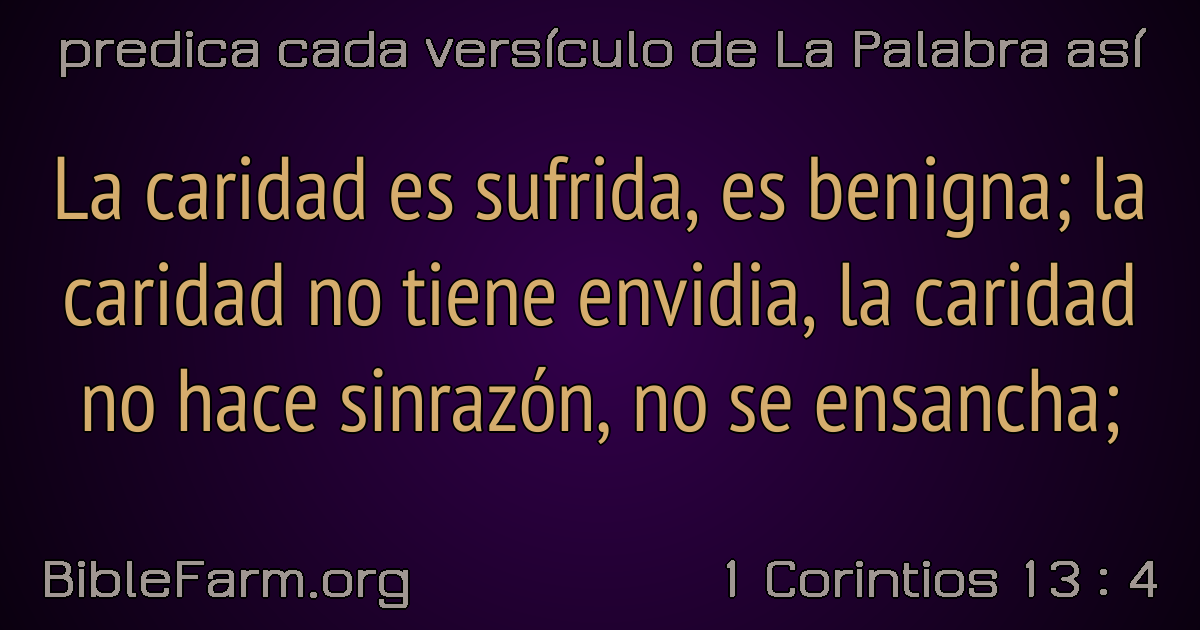 predica cada versículo de La Palabra así
La caridad es sufrida, es benigna; la
caridad no tiene envidia, la caridad
no hace sinrazón, no se ensancha;
BibleFarm.org
1 Corintios 13 : 4